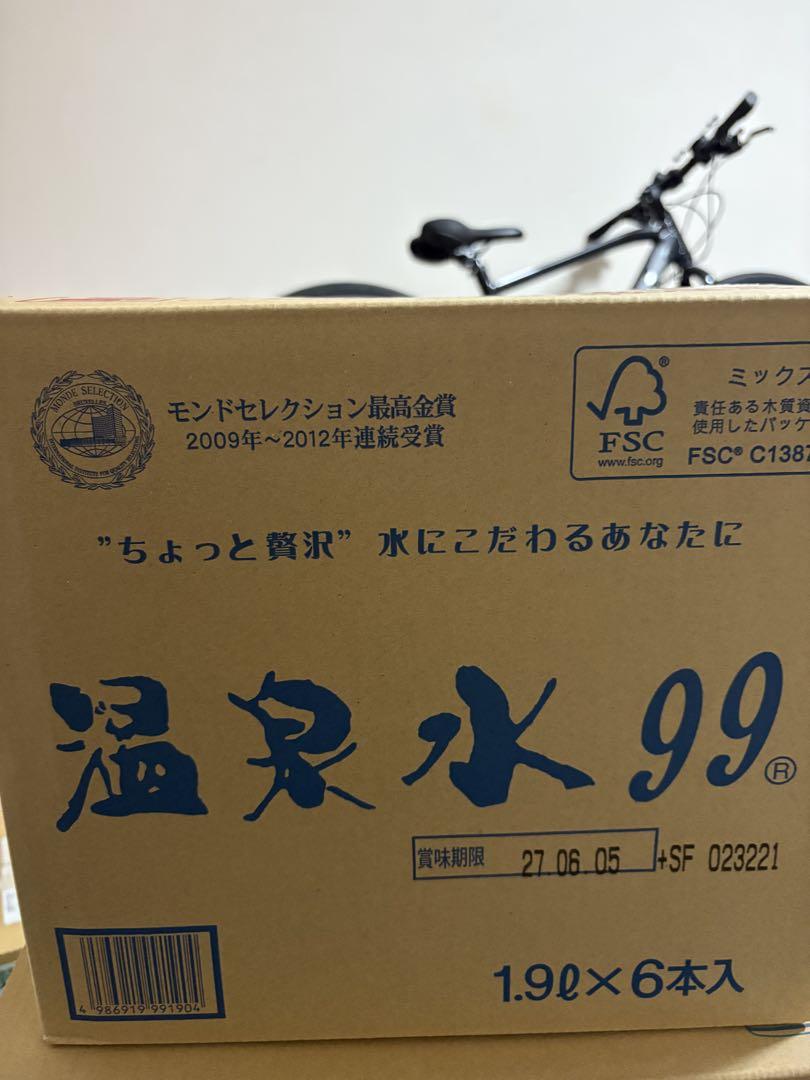 MONDE SELECTION
モンドセレクション最高金賞
2009年~2012年連続受賞
FSC
www.fsc.org
ミックス
責任ある木質資
使用したパッケ
FSC® C1387
”ちょっと贅沢” 水にこだわるあなたに
温泉水99®
賞味期限 27.06.05 +SF 023221
4 986919 991904
1.9ℓ×6本入